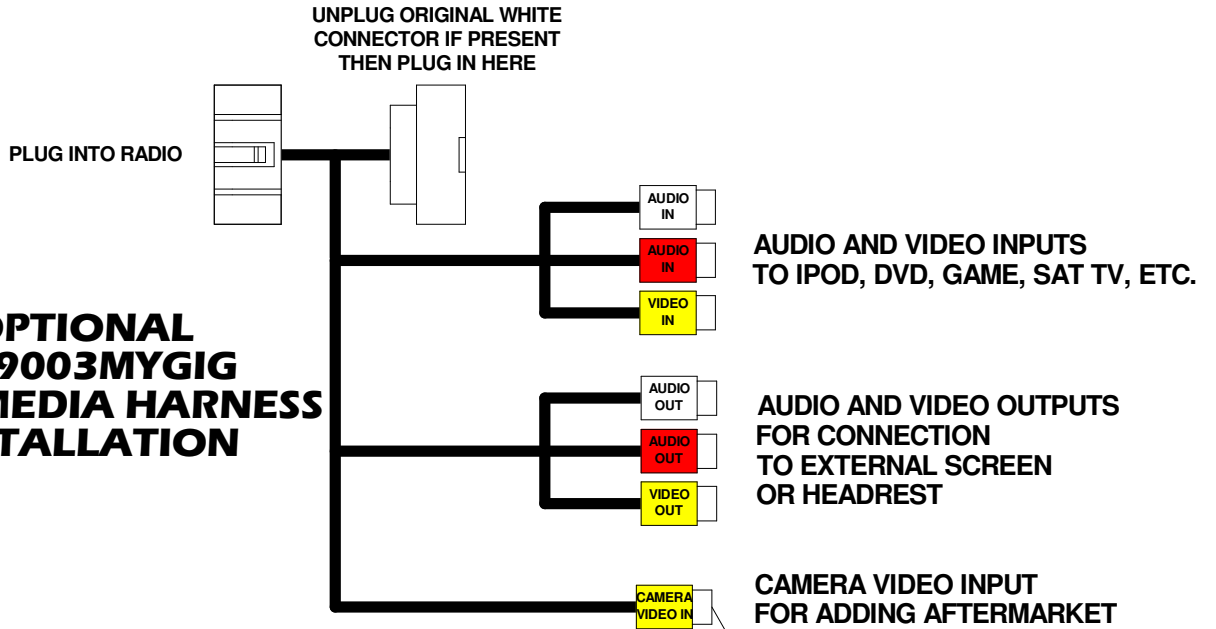 UNPLUG ORIGINAL WHITE
CONNECTOR IF PRESENT
THEN PLUG IN HERE
PLUG INTO RADIO
AUDIO
IN
AUDIO
IN
VIDEO
IN
AUDIO AND VIDEO INPUTS
TO IPOD, DVD, GAME, SAT TV, ETC.
OPTIONAL
9003MYGIG
MEDIA HARNESS
TALLATION
AUDIO
OUT
AUDIO
OUT
VIDEO
OUT
AUDIO AND VIDEO OUTPUTS
FOR CONNECTION
TO EXTERNAL SCREEN
OR HEADREST
CAMERA
VIDEO IN
CAMERA VIDEO INPUT
FOR ADDING AFTERMARKET